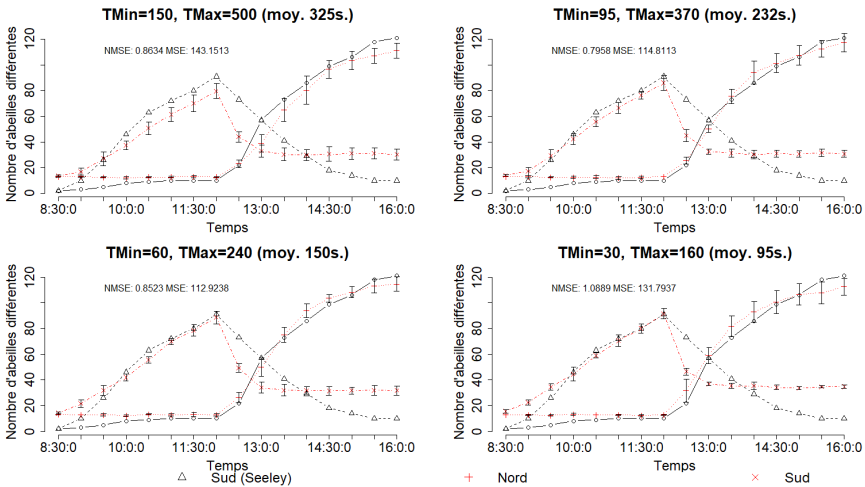 TMin=150, TMax=500 (moy. 325s.)
NMSE: 0.8634 MSE: 143.1513
Nombre d'abeilles différentes
0 20 40 60 80 120
8:30:0 10:00:0 11:30:0 13:0:0 14:30:0 16:0:0
Temps
TMin=95, TMax=370 (moy. 232s.)
NMSE: 0.7958 MSE: 114.8113
Nombre d'abeilles différentes
0 20 40 60 80 120
8:30:0 10:00:0 11:30:0 13:0:0 14:30:0 16:0:0
Temps
TMin=60, TMax=240 (moy. 150s.)
NMSE: 0.8523 MSE: 112.9238
Nombre d'abeilles différentes
0 20 40 60 80 120
8:30:0 10:00:0 11:30:0 13:0:0 14:30:0 16:0:0
Temps
TMin=30, TMax=160 (moy. 95s.)
NMSE: 1.0889 MSE: 131.7937
Nombre d'abeilles différentes
0 20 40 60 80 120
8:30:0 10:00:0 11:30:0 13:0:0 14:30:0 16:0:0
Temps
Sud (Seeley) Nord Sud